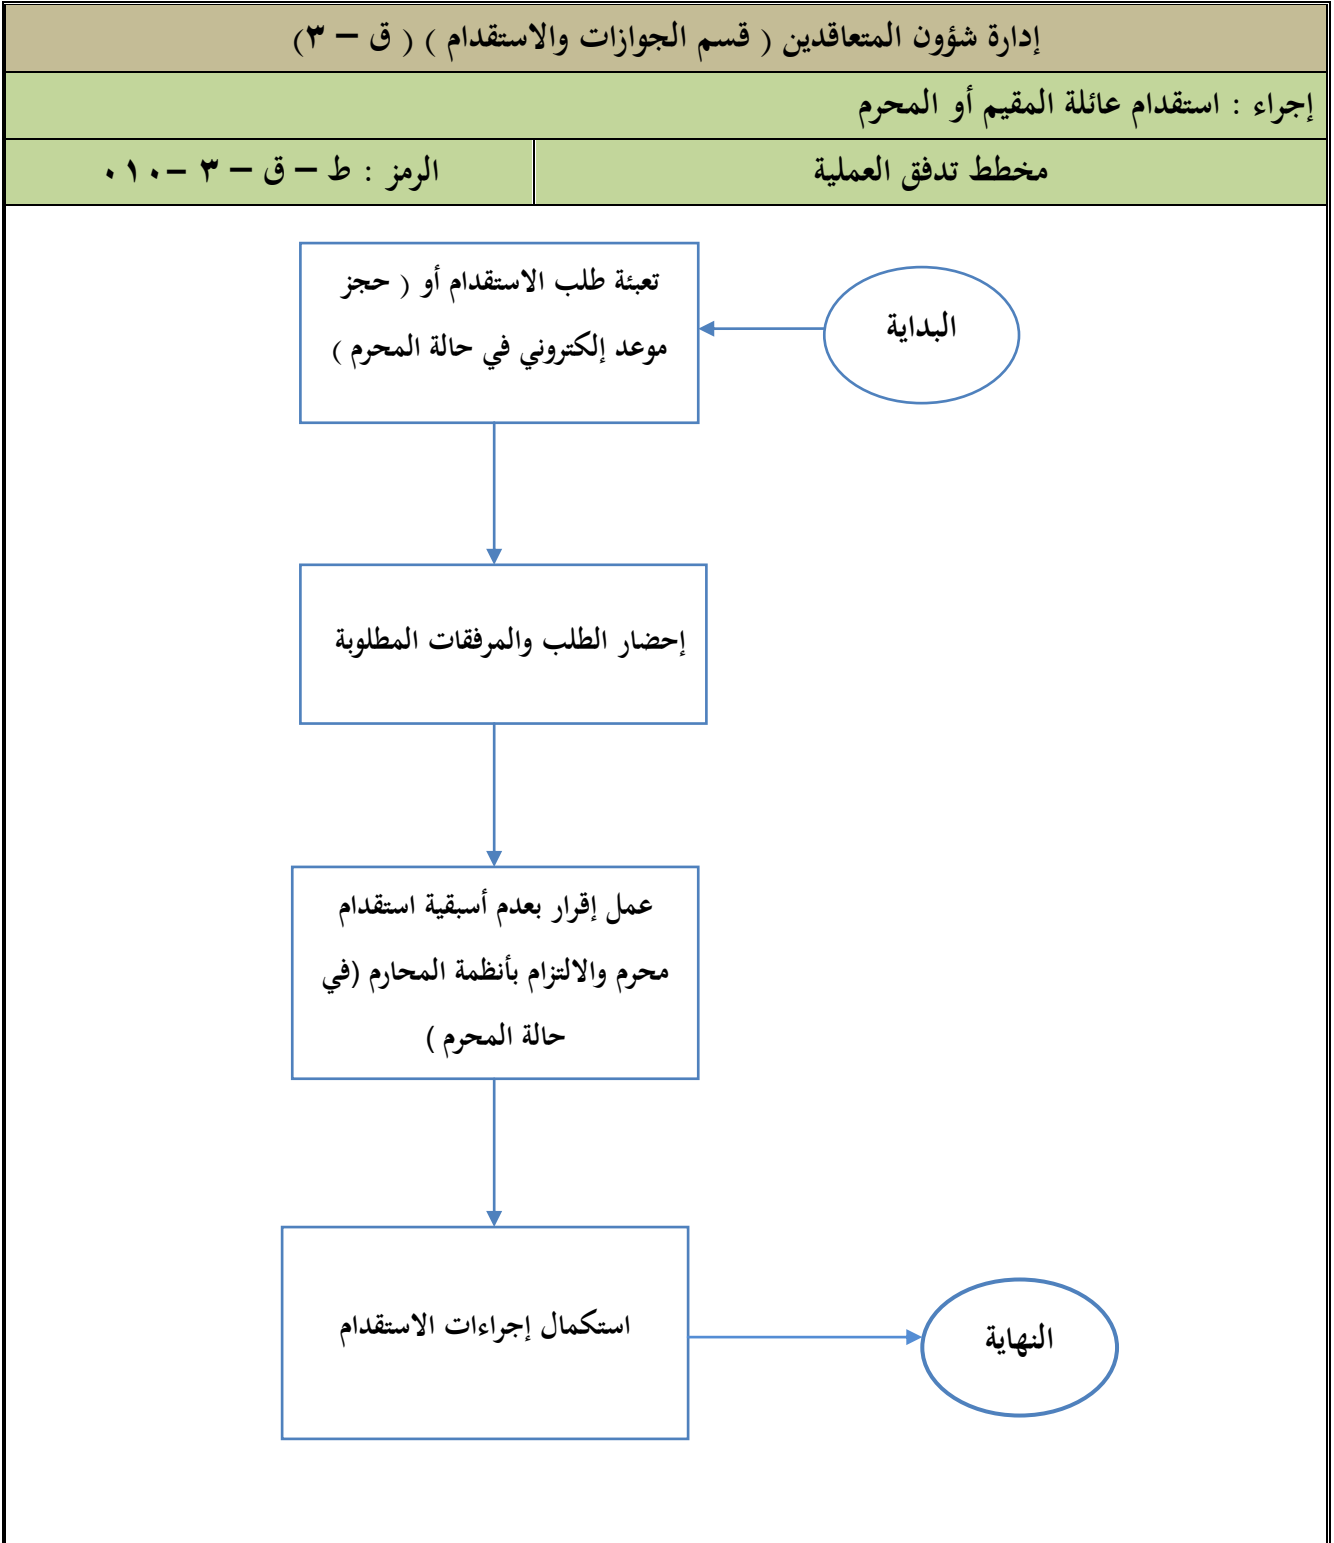 إدارة شؤون المتعاقدين ( قسم الجوازات والاستقدام ) ( ق – ٣)
إجراء : استقدام عائلة المقيم أو المحرم
مخطط تدفق العملية
الرمز : ط – ق – ٣ –٠١٠
البداية
تعبئة طلب الاستقدام أو ( حجز
موعد إلكتروني في حالة المحرم )
إحضار الطلب والمرفقات المطلوبة
عمل إقرار بعدم أسبقية استقدام
محرم والالتزام بأنظمة المحارم (في
حالة المحرم )
استكمال إجراءات الاستقدام
النهاية